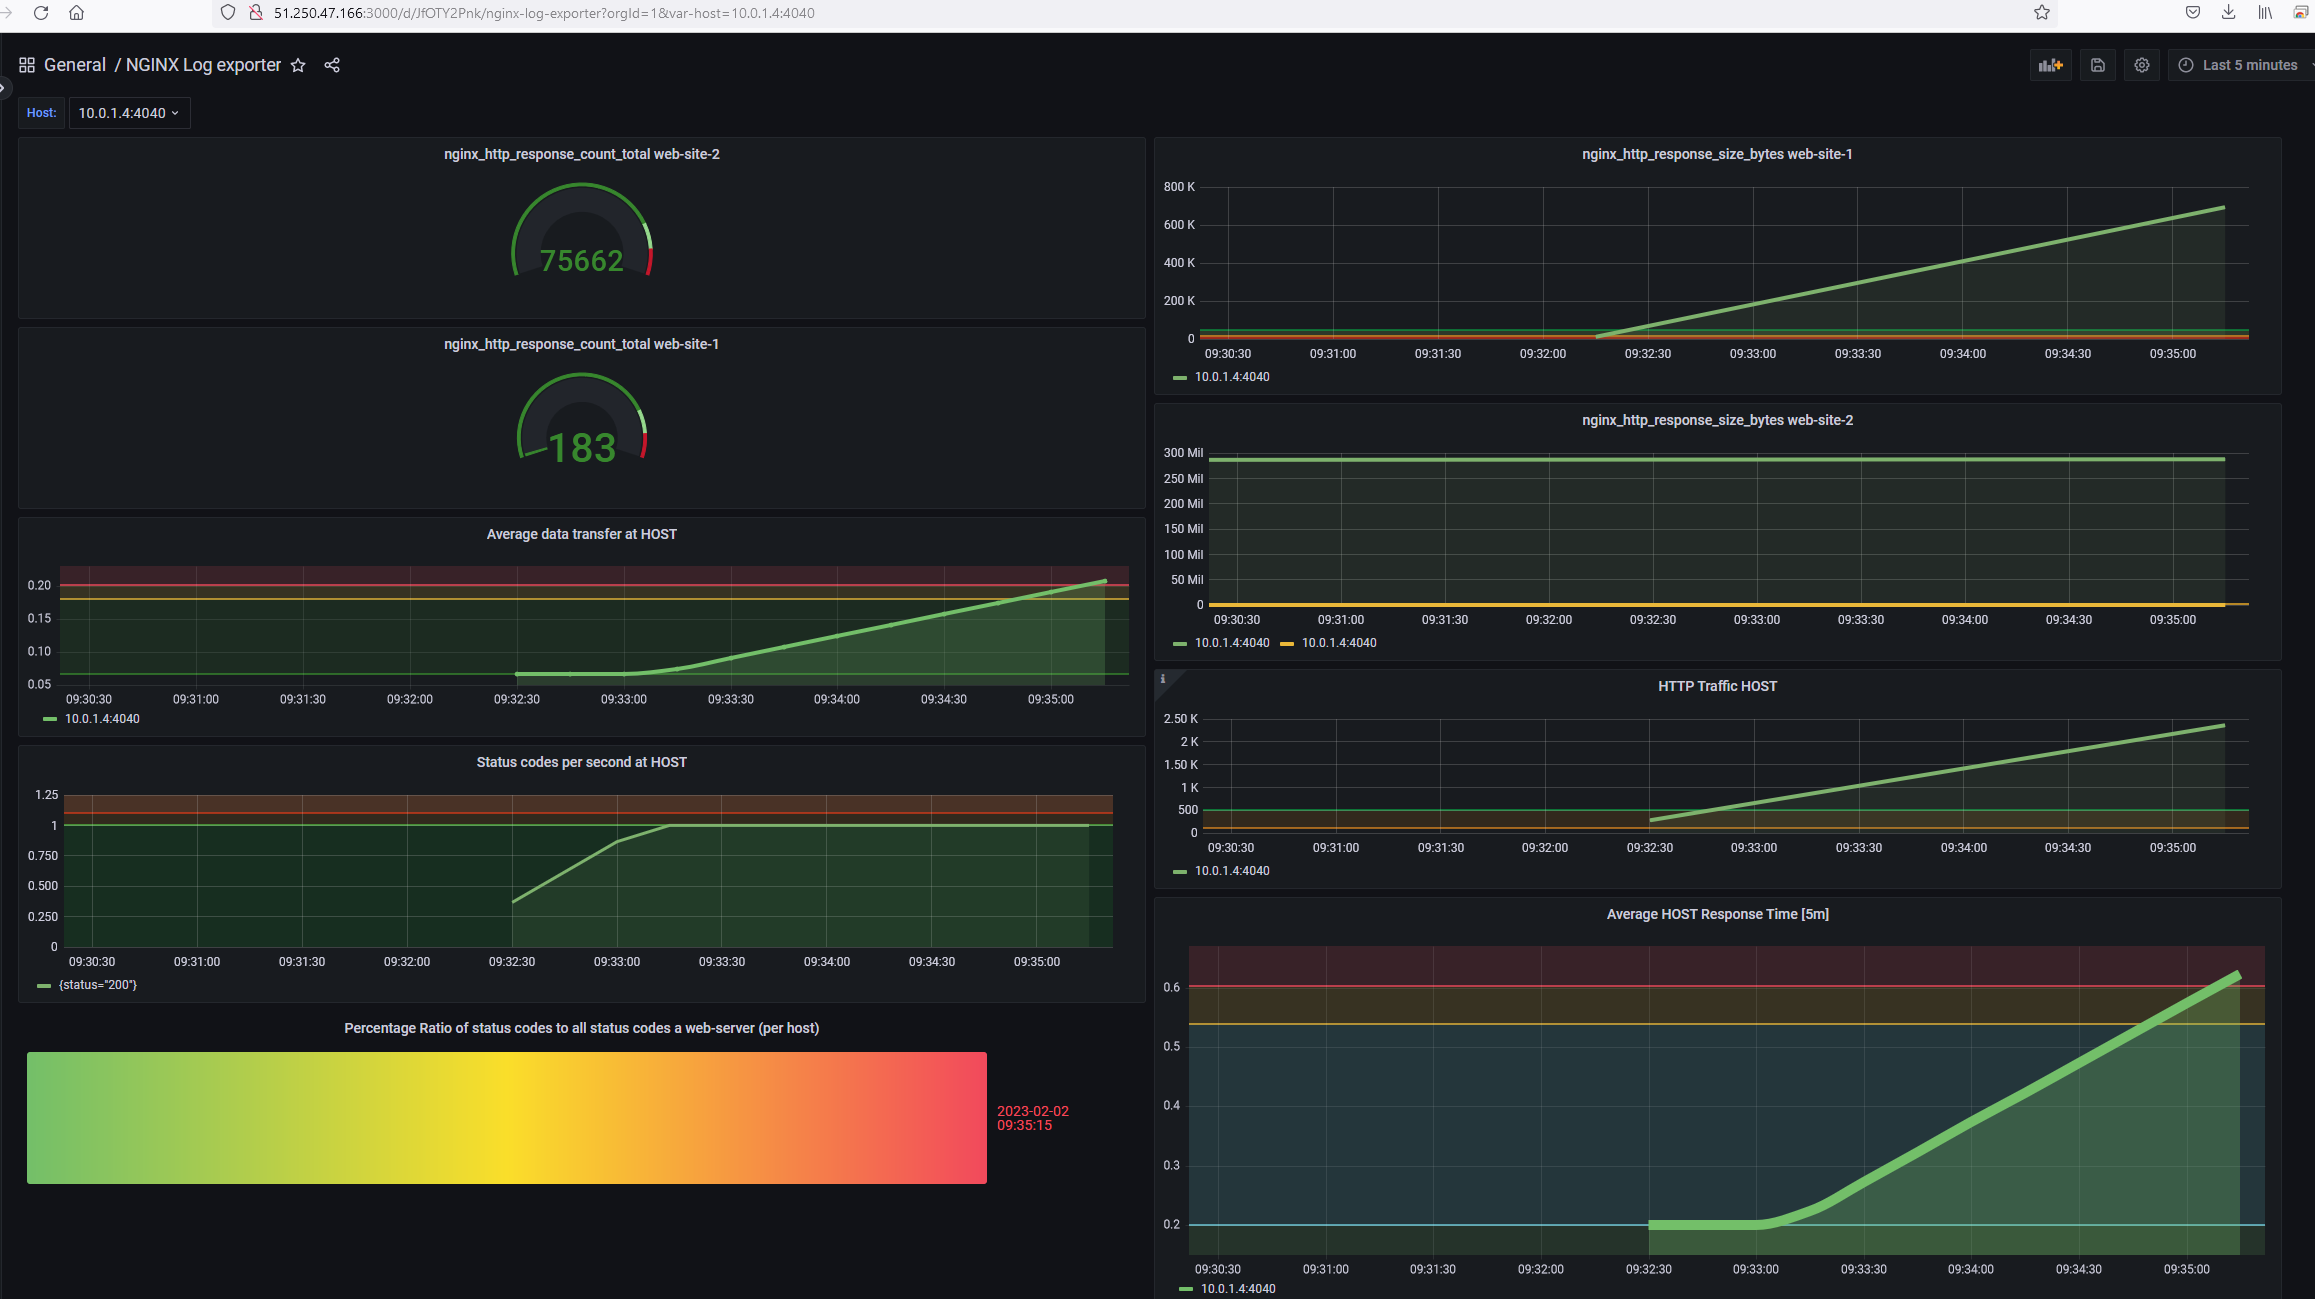 51.250.47.166:3000/d/JfOTY2Pnk/nginx-log-exporter?orgId=1&var-host=10.0.1.4:4040
General / NGINX Log exporter
Last 5 minutes
Host: 10.0.1.4:4040
nginx_http_response_count_total web-site-2
75662
nginx_http_response_count_total web-site-1
183
Average data transfer at HOST
0.20
0.15
0.10
0.05
09:30:30 09:31:00 09:31:30 09:32:00 09:32:30 09:33:00 09:33:30 09:34:00 09:34:30 09:35:00
10.0.1.4:4040
Status codes per second at HOST
1.25
1
0.750
0.500
0.250
0
09:30:30 09:31:00 09:31:30 09:32:00 09:32:30 09:33:00 09:33:30 09:34:00 09:34:30 09:35:00
{status="200"}
Percentage Ratio of status codes to all status codes a web-server (per host)
2023-02-02
09:35:15
nginx_http_response_size_bytes web-site-1
800 K
600 K
400 K
200 K
0
09:30:30 09:31:00 09:31:30 09:32:00 09:32:30 09:33:00 09:33:30 09:34:00 09:34:30 09:35:00
10.0.1.4:4040
nginx_http_response_size_bytes web-site-2
300 Mil
250 Mil
200 Mil
150 Mil
100 Mil
50 Mil
0
09:30:30 09:31:00 09:31:30 09:32:00 09:32:30 09:33:00 09:33:30 09:34:00 09:34:30 09:35:00
10.0.1.4:4040 10.0.1.4:4040
i
HTTP Traffic HOST
2.50 K
2 K
1.50 K
1 K
500
0
09:30:30 09:31:00 09:31:30 09:32:00 09:32:30 09:33:00 09:33:30 09:34:00 09:34:30 09:35:00
10.0.1.4:4040
Average HOST Response Time [5m]
0.6
0.5
0.4
0.3
0.2
09:30:30 09:31:00 09:31:30 09:32:00 09:32:30 09:33:00 09:33:30 09:34:00 09:34:30 09:35:00
10.0.1.4:4040